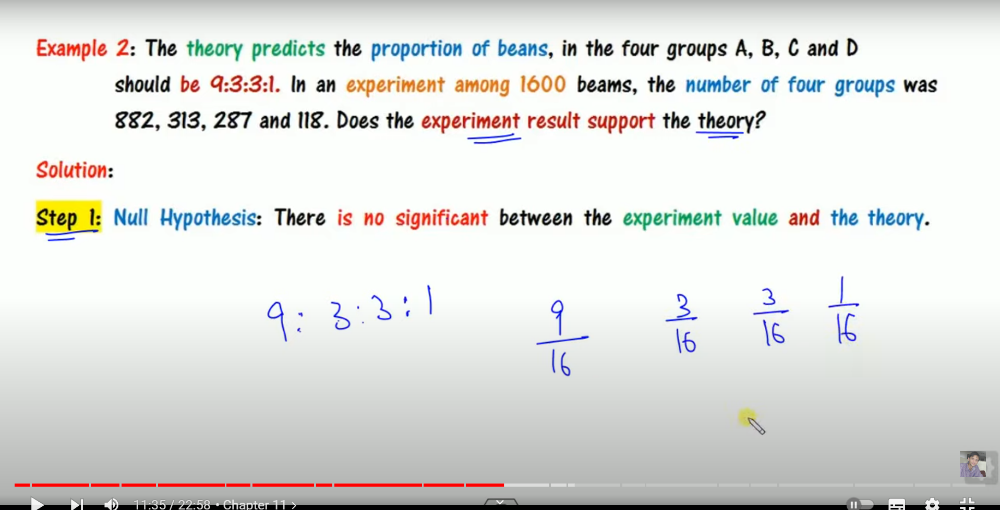 Example 2: The theory predicts the proportion of beans, in the four groups A, B, C and D
should be 9:3:3:1. In an experiment among 1600 beams, the number of four groups was
882, 313, 287 and 118. Does the experiment result support the theory?
Solution:
Step 1: Null Hypothesis: There is no significant between the experiment value and the theory.
9 : 3 : 3 : 1 9/16 3/16 3/16 1/16
11:35 / 22:58 • Chapter 11 >